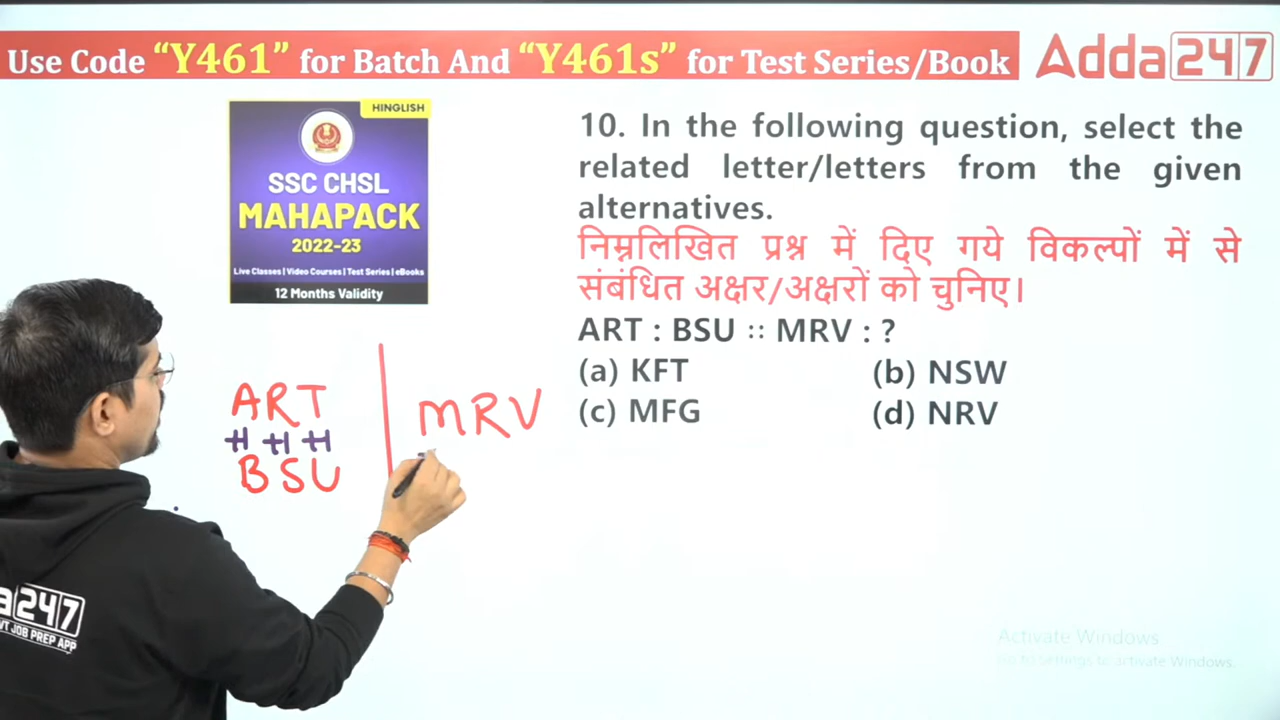 Use Code “Y461” for Batch And “Y461s” for Test Series/Book
Adda247
HINGLISH
SSC CHSL
MAHAPACK
2022-23
Live Classes | Video Courses | Test Series | eBooks
12 Months Validity
10. In the following question, select the
related letter/letters from the given
alternatives.
निम्नलिखित प्रश्न में दिए गये विकल्पों में से
संबंधित अक्षर/अक्षरों को चुनिए।
ART : BSU :: MRV : ?
(a) KFT
(b) NSW
(c) MFG
(d) NRV
ART
+1 +1 +1
BSU
MRV
a247
VT JOB PREP APP
Activate Windows
Go to Settings to activate Windows.